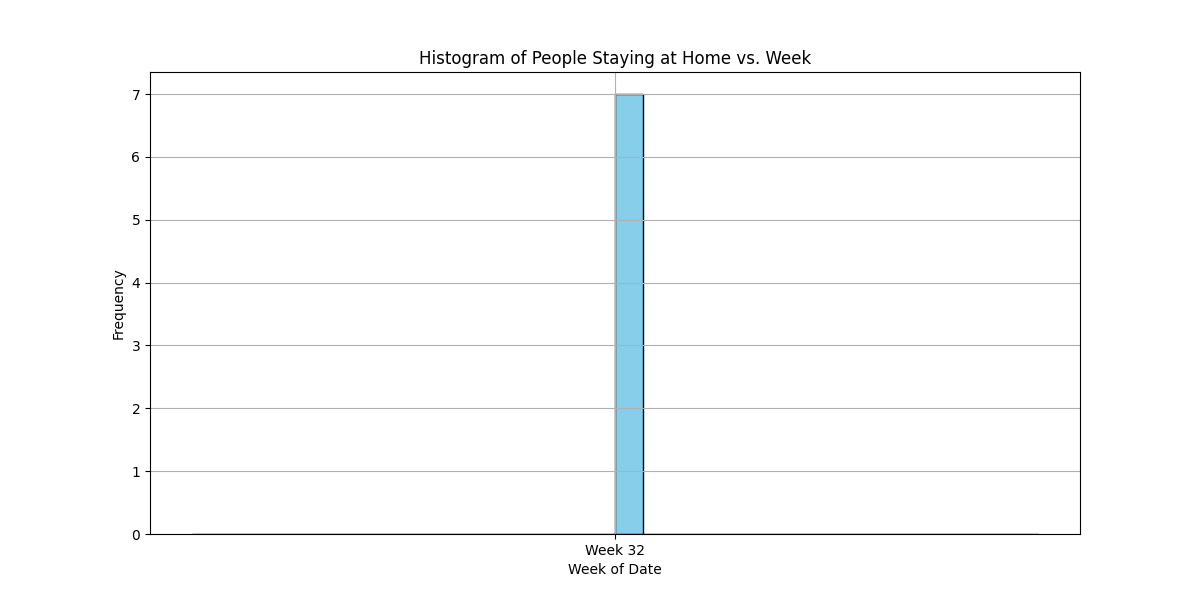 Histogram of People Staying at Home vs. Week
7
6
5
4
3
2
1
0
Frequency
Week 32
Week of Date